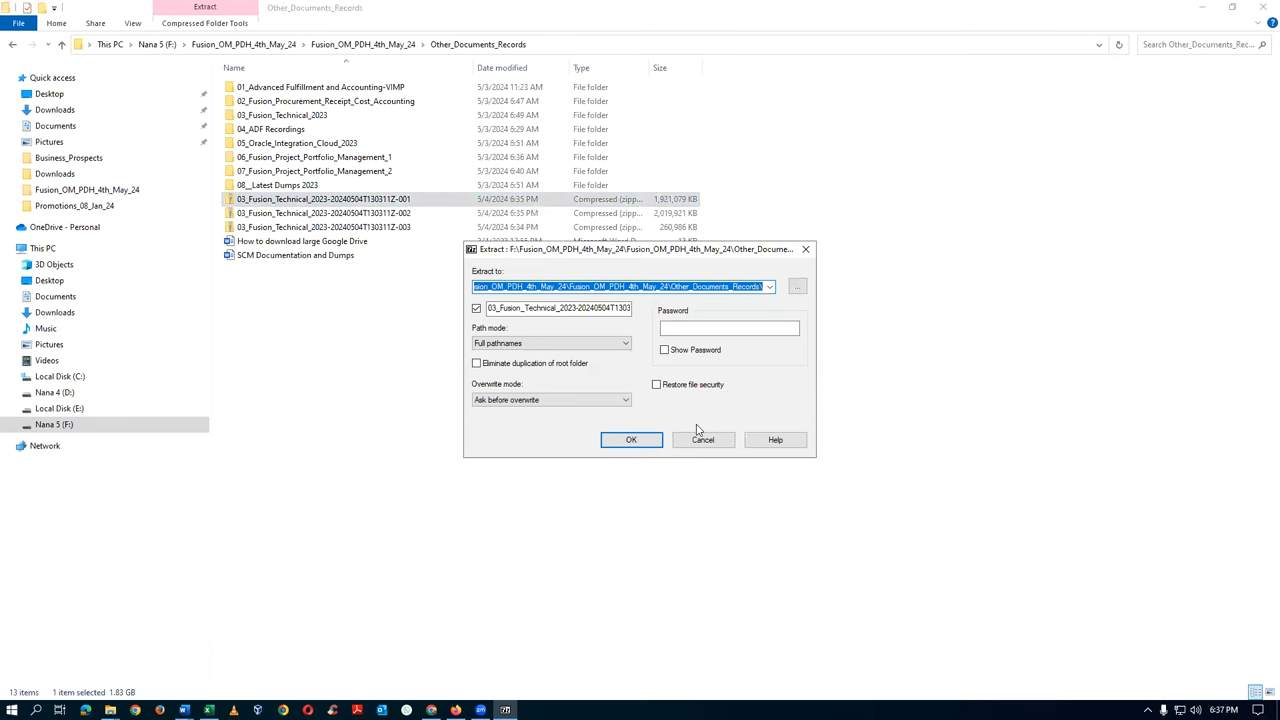 Extract
Other_Documents_Records
File Home Share View Compressed Folder Tools
This PC Nana 5 (F:) Fusion_OM_PDH_4th_May_24 Fusion_OM_PDH_4th_May_24 Other_Documents_Records Search Other_Documents_Rec...
Name Date modified Type Size
Quick access
Desktop
Downloads
Documents
Pictures
Business_Prospects
Downloads
Fusion_OM_PDH_4th_May_24
Promotions_08_Jan_24
OneDrive - Personal
This PC
3D Objects
Desktop
Documents
Downloads
Music
Pictures
Videos
Local Disk (C:)
Nana 4 (D:)
Local Disk (E:)
Nana 5 (F:)
Network
01_Advanced Fulfillment and Accounting-VIMP 5/3/2024 11:23 AM File folder
02_Fusion_Procurement_Receipt_Cost_Accounting 5/3/2024 6:47 AM File folder
03_Fusion_Technical_2023 5/3/2024 6:49 AM File folder
04_ADF Recordings 5/3/2024 6:29 AM File folder
05_Oracle_Integration_Cloud_2023 5/3/2024 6:51 AM File folder
06_Fusion_Project_Portfolio_Management_1 5/3/2024 6:36 AM File folder
07_Fusion_Project_Portfolio_Management_2 5/3/2024 6:40 AM File folder
08__Latest Dumps 2023 5/3/2024 6:51 AM File folder
03_Fusion_Technical_2023-20240504T130311Z-001 5/4/2024 6:35 PM Compressed (zipp... 1,921,079 KB
03_Fusion_Technical_2023-20240504T130311Z-002 5/4/2024 6:35 PM Compressed (zipp... 2,019,921 KB
03_Fusion_Technical_2023-20240504T130311Z-003 5/4/2024 6:34 PM Compressed (zipp... 260,986 KB
How to download large Google Drive
SCM Documentation and Dumps
Extract : F:\Fusion_OM_PDH_4th_May_24\Fusion_OM_PDH_4th_May_24\Other_Docume...
Extract to:
sion_OM_PDH_4th_May_24\Fusion_OM_PDH_4th_May_24\Other_Documents_Records\ ...
03_Fusion_Technical_2023-20240504T1303
Password
Path mode:
Full pathnames
Show Password
Eliminate duplication of root folder
Overwrite mode:
Restore file security
Ask before overwrite
OK Cancel Help
13 items 1 item selected 1.83 GB
6:37 PM